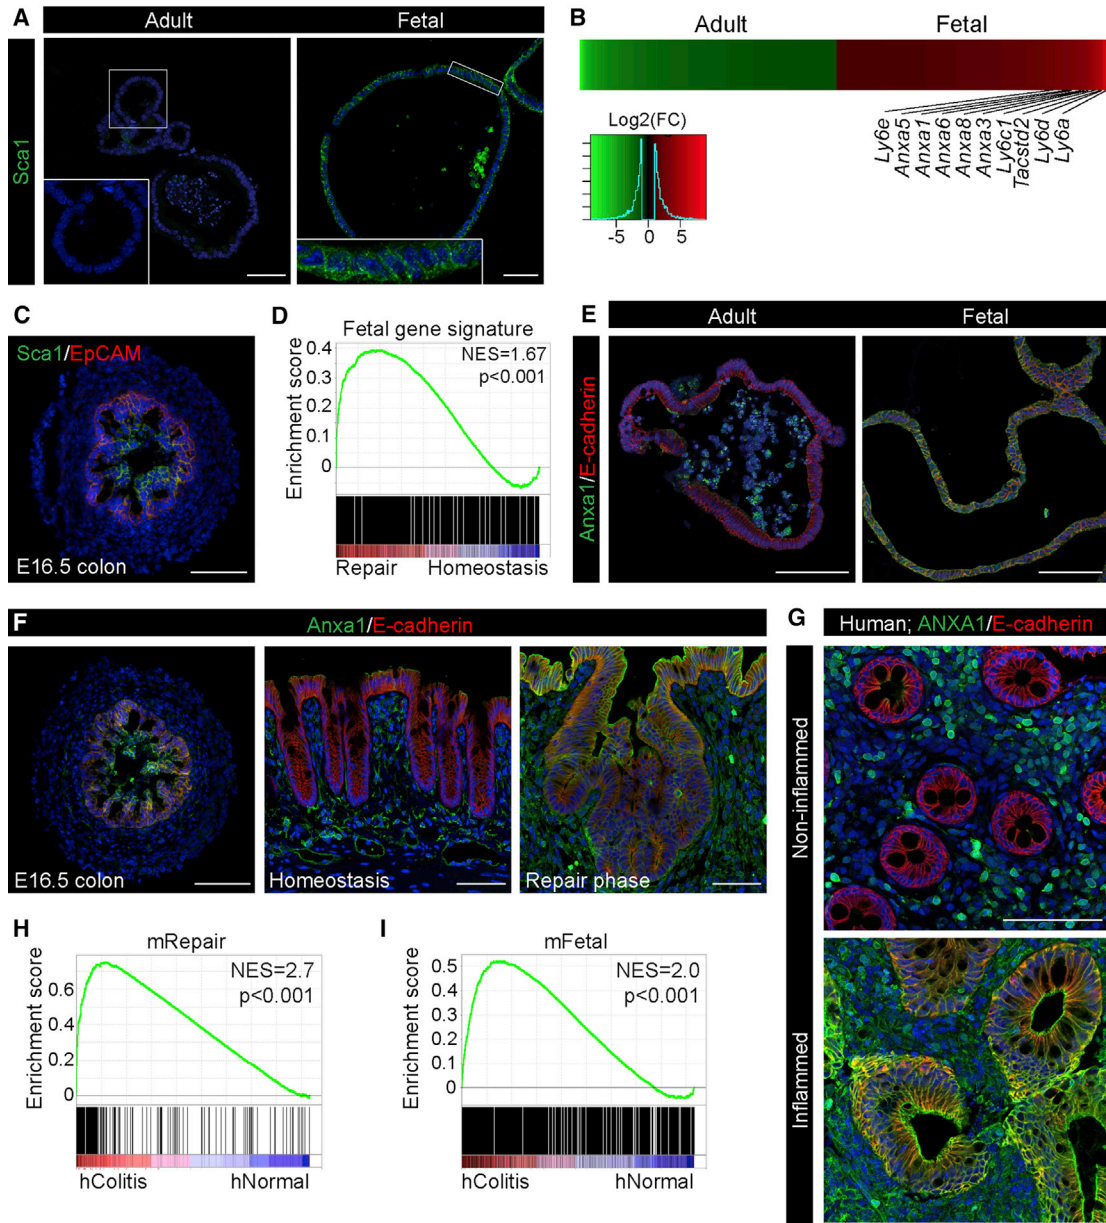 A
Adult
Fetal
Sca1
B
Adult
Fetal
Ly6e
Anxa5
Anxa1
Anxa6
Anxa8
Anxa3
Ly6c1
Tacstd2
Ly6d
Ly6a
Log2(FC)
-5 0 5
C
Sca1/EpCAM
E16.5 colon
D
Fetal gene signature
NES=1.67
p<0.001
Enrichment score
0.4
0.3
0.2
0.1
0
Repair Homeostasis
E
Adult
Fetal
Anxa1/E-cadherin
F
Anxa1/E-cadherin
E16.5 colon
Homeostasis
Repair phase
G
Human; ANXA1/E-cadherin
Non-inflammed
Inflammed
H
mRepair
NES=2.7
p<0.001
Enrichment score
0.6
0.4
0.2
0
hColitis hNormal
I
mFetal
NES=2.0
p<0.001
Enrichment score
0.5
0.4
0.3
0.2
0.1
0
hColitis hNormal